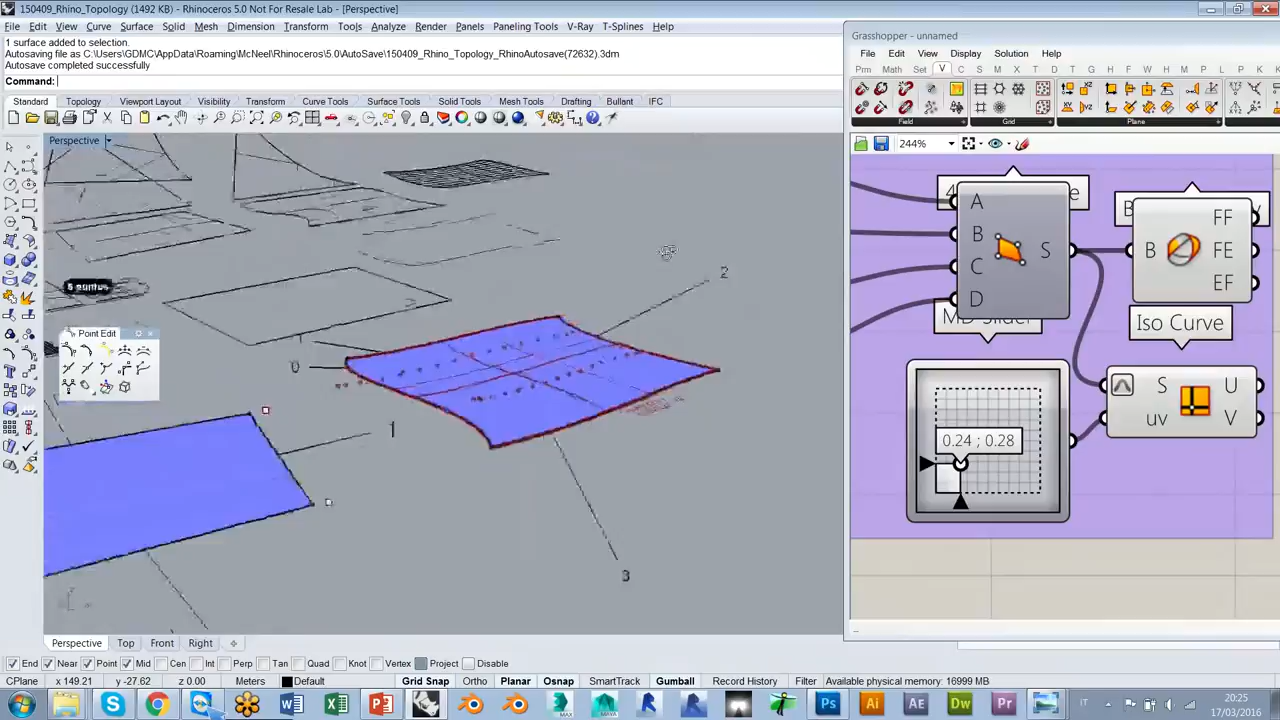 150409_Rhino_Topology (1492 KB) - Rhinoceros 5.0 Not For Resale Lab - [Perspective]
File Edit View Curve Surface Solid Mesh Dimension Transform Tools Analyze Render Panels Paneling Tools V-Ray T-Splines Help
1 surface added to selection.
Autosaving file as C:\Users\GDMC\AppData\Roaming\McNeel\Rhinoceros\5.0\AutoSave\150409_Rhino_Topology_RhinoAutosave(72632).3dm
Autosave completed successfully
Command:
Standard Topology Viewport Layout Visibility Transform Curve Tools Surface Tools Solid Tools Mesh Tools Drafting Bullant IFC
Perspective
Point Edit
2
0
1
3
Grasshopper - unnamed
File Edit View Display Solution Help
Prm Math Sets V C S M X T D T F E G H F W E L S H L M P K
Field Grid Plane
244%
A
B
C
D
S
B
FF
FE
EF
Iso Curve
S
uv
U
V
0.24 ; 0.28
Perspective Top Front Right
End Near Point Mid Cen Int Perp Tan Quad Knot Vertex Project Disable
CPlane x 149.21 y -27.62 z 0.00 Meters Default Grid Snap Ortho Planar Osnap SmartTrack Gumball Record History Filter Available physical memory: 16999 MB
IT
20:25
17/03/2016